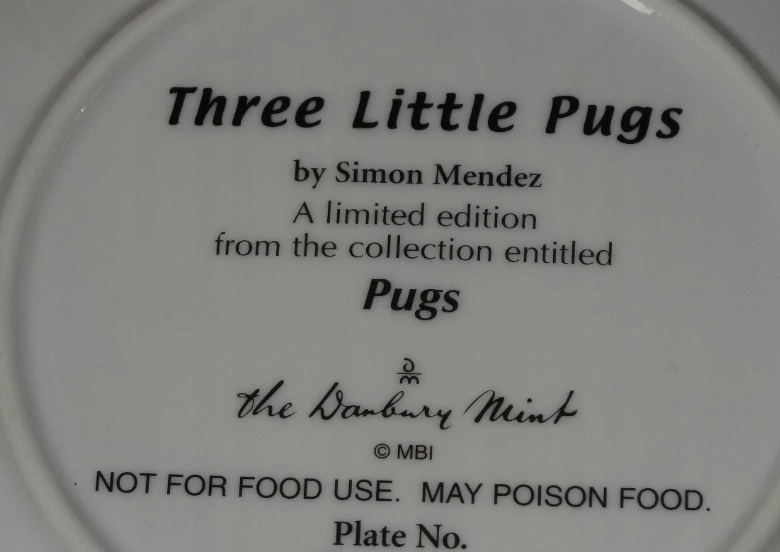 Three Little Pugs
by Simon Mendez
A limited edition
from the collection entitled
Pugs
the Danbury Mint
© MBI
NOT FOR FOOD USE. MAY POISON FOOD.
Plate No.